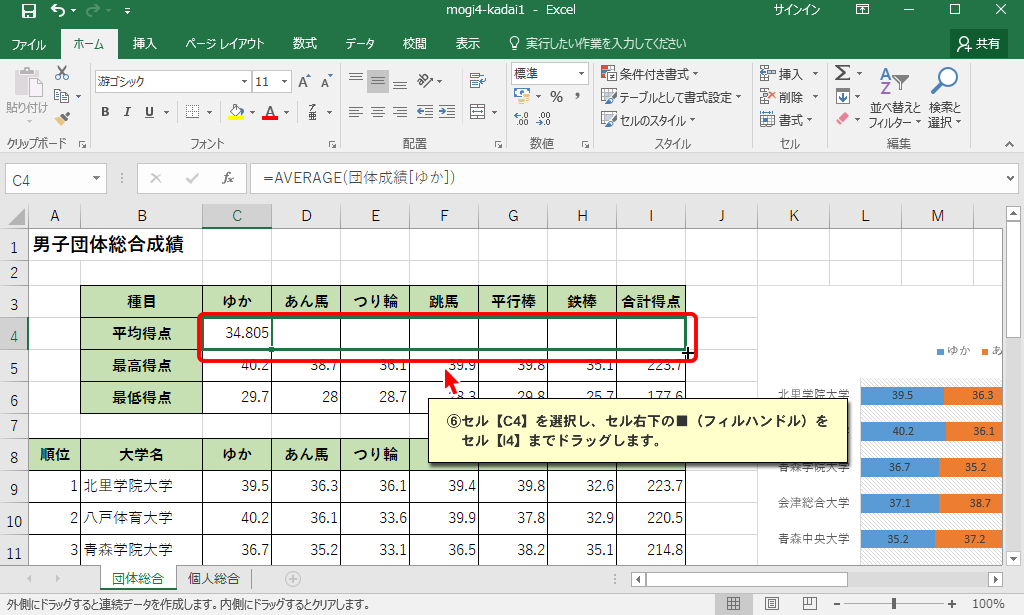 mogi4-kadai1 - Excel
サインイン
ファイル ホーム 挿入 ページ レイアウト 数式 データ 校閲 表示 実行したい作業を入力してください 共有
貼り付け
クリップボード
游ゴシック 11 A A
B I U A
フォント
配置
標準
% ,
数値
条件付き書式
テーブルとして書式設定
セルのスタイル
スタイル
挿入
削除
書式
セル
並べ替えと
フィルター
検索と
選択
編集
C4 fx =AVERAGE(団体成績[ゆか])
A B C D E F G H I J K L M
1 男子団体総合成績
2
3 種目 ゆか あん馬 つり輪 跳馬 平行棒 鉄棒 合計得点
4 平均得点 34.805
5 最高得点 40.2 38.7 36.1 39.9 39.8 35.1 223.7
6 最低得点 29.7 28 28.7 28.3 29.8 25.7 177.6
7
⑥セル【C4】を選択し、セル右下の■（フィルハンドル）を
セル【I4】までドラッグします。
8 順位 大学名 ゆか あん馬 つり輪
9 1 北里学院大学 39.5 36.3 36.1 39.4 39.8 32.6 223.7
10 2 八戸体育大学 40.2 36.1 33.6 39.9 37.8 32.9 220.5
11 3 青森学院大学 36.7 35.2 33.1 36.5 38.2 35.1 214.8
ゆか あ
北里学院大学 39.5 36.3
40.2 36.1
青森学院大学 36.7 35.2
会津総合大学 37.1 38.7
青森中央大学 35.2 37.2
団体総合 個人総合
外側にドラッグすると連続データを作成します。内側にドラッグするとクリアします。
100%